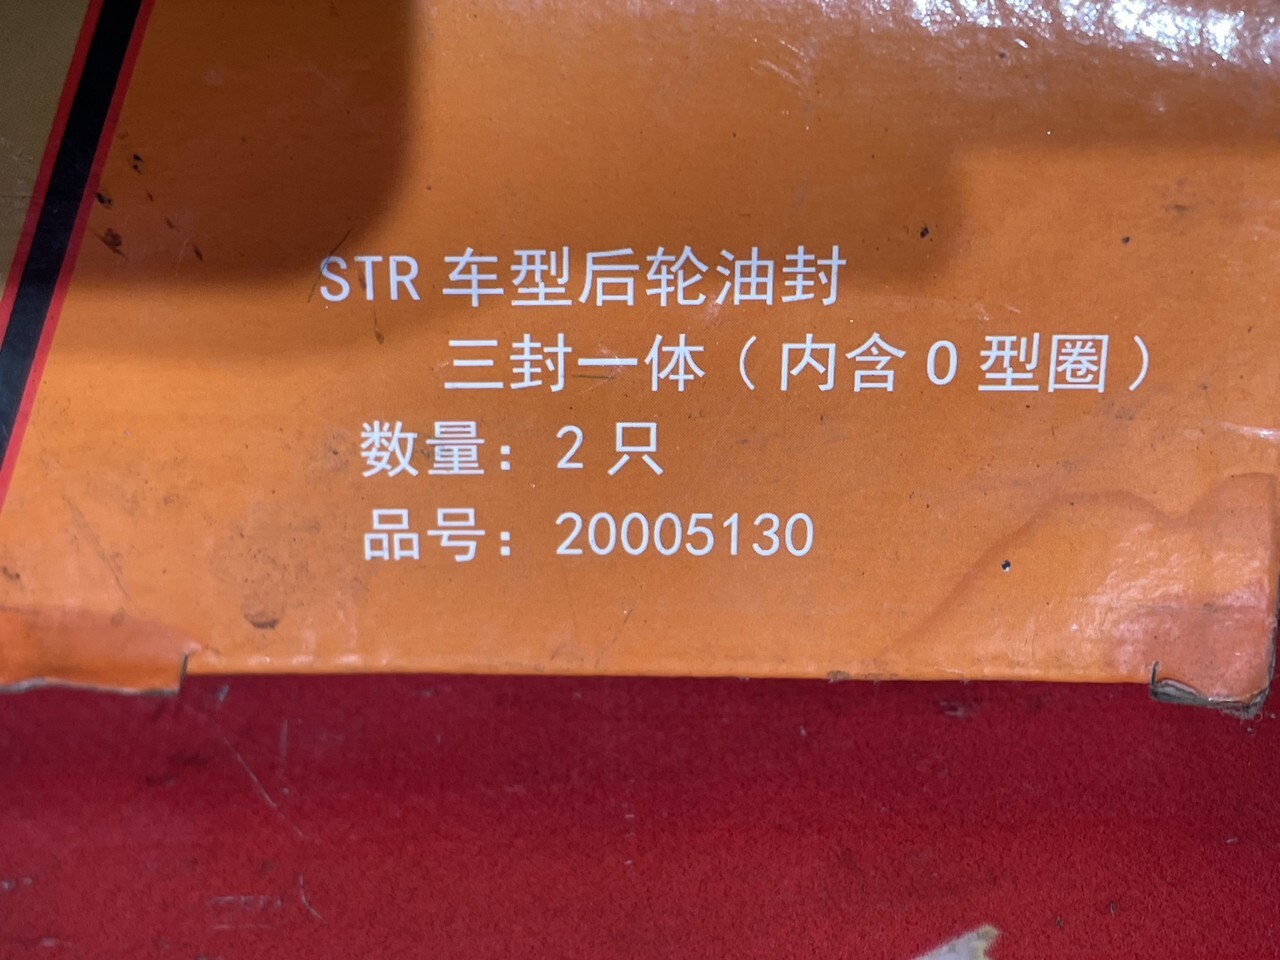 STR 车型后轮油封
三封一体（内含 O 型圈）
数量：2 只
品号：20005130